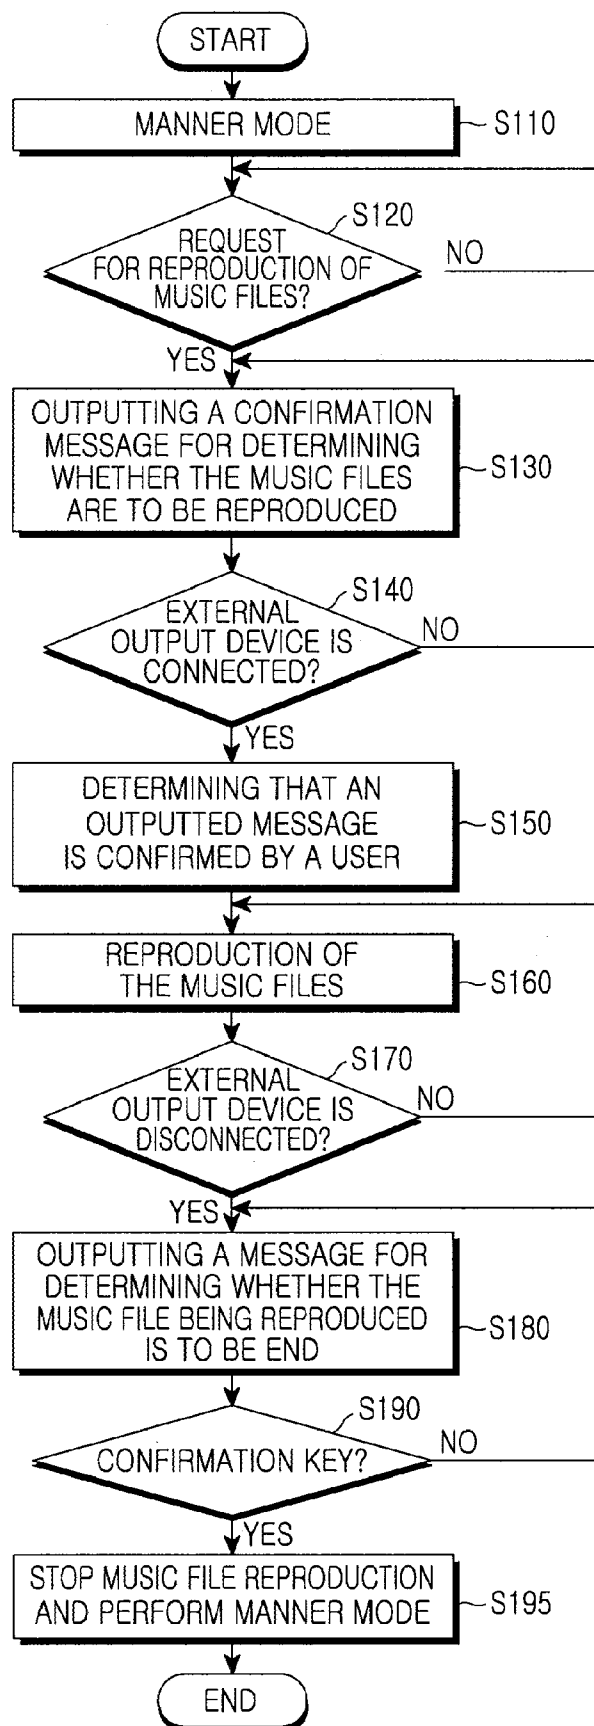 START
MANNER MODE
S110
S120
REQUEST
FOR REPRODUCTION OF
MUSIC FILES?
NO
YES
OUTPUTTING A CONFIRMATION
MESSAGE FOR DETERMINING
WHETHER THE MUSIC FILES
ARE TO BE REPRODUCED
S130
S140
EXTERNAL
OUTPUT DEVICE IS
CONNECTED?
NO
YES
DETERMINING THAT AN
OUTPUTTED MESSAGE
IS CONFIRMED BY A USER
S150
REPRODUCTION OF
THE MUSIC FILES
S160
S170
EXTERNAL
OUTPUT DEVICE IS
DISCONNECTED?
NO
YES
OUTPUTTING A MESSAGE FOR
DETERMINING WHETHER THE
MUSIC FILE BEING REPRODUCED
IS TO BE END
S180
S190
CONFIRMATION KEY?
NO
YES
STOP MUSIC FILE REPRODUCTION
AND PERFORM MANNER MODE
S195
END